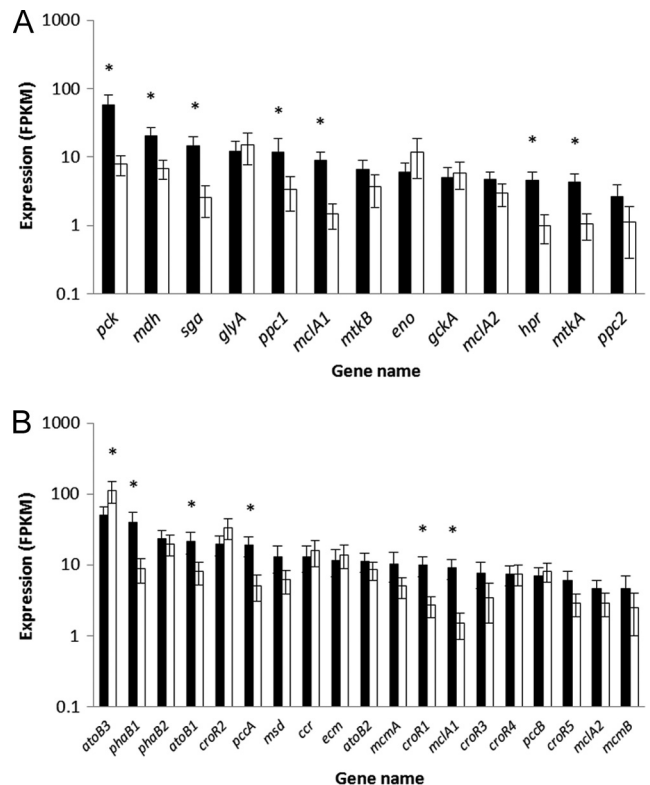 A
Expression (FPKM)
1000
100
10
1
0.1
* * * * * * *
pck mdh sga glyA ppc1 mclA1 mtkB eno gckA mclA2 hpr mtkA ppc2
Gene name
B
Expression (FPKM)
1000
100
10
1
0.1
* * * * * *
atoB3 phaB1 phaB2 atoB1 croR2 pccA msd ccr ecm atoB2 mcmA croR1 mclA1 croR3 croR4 pccB croR5 mclA2 mcmB
Gene name